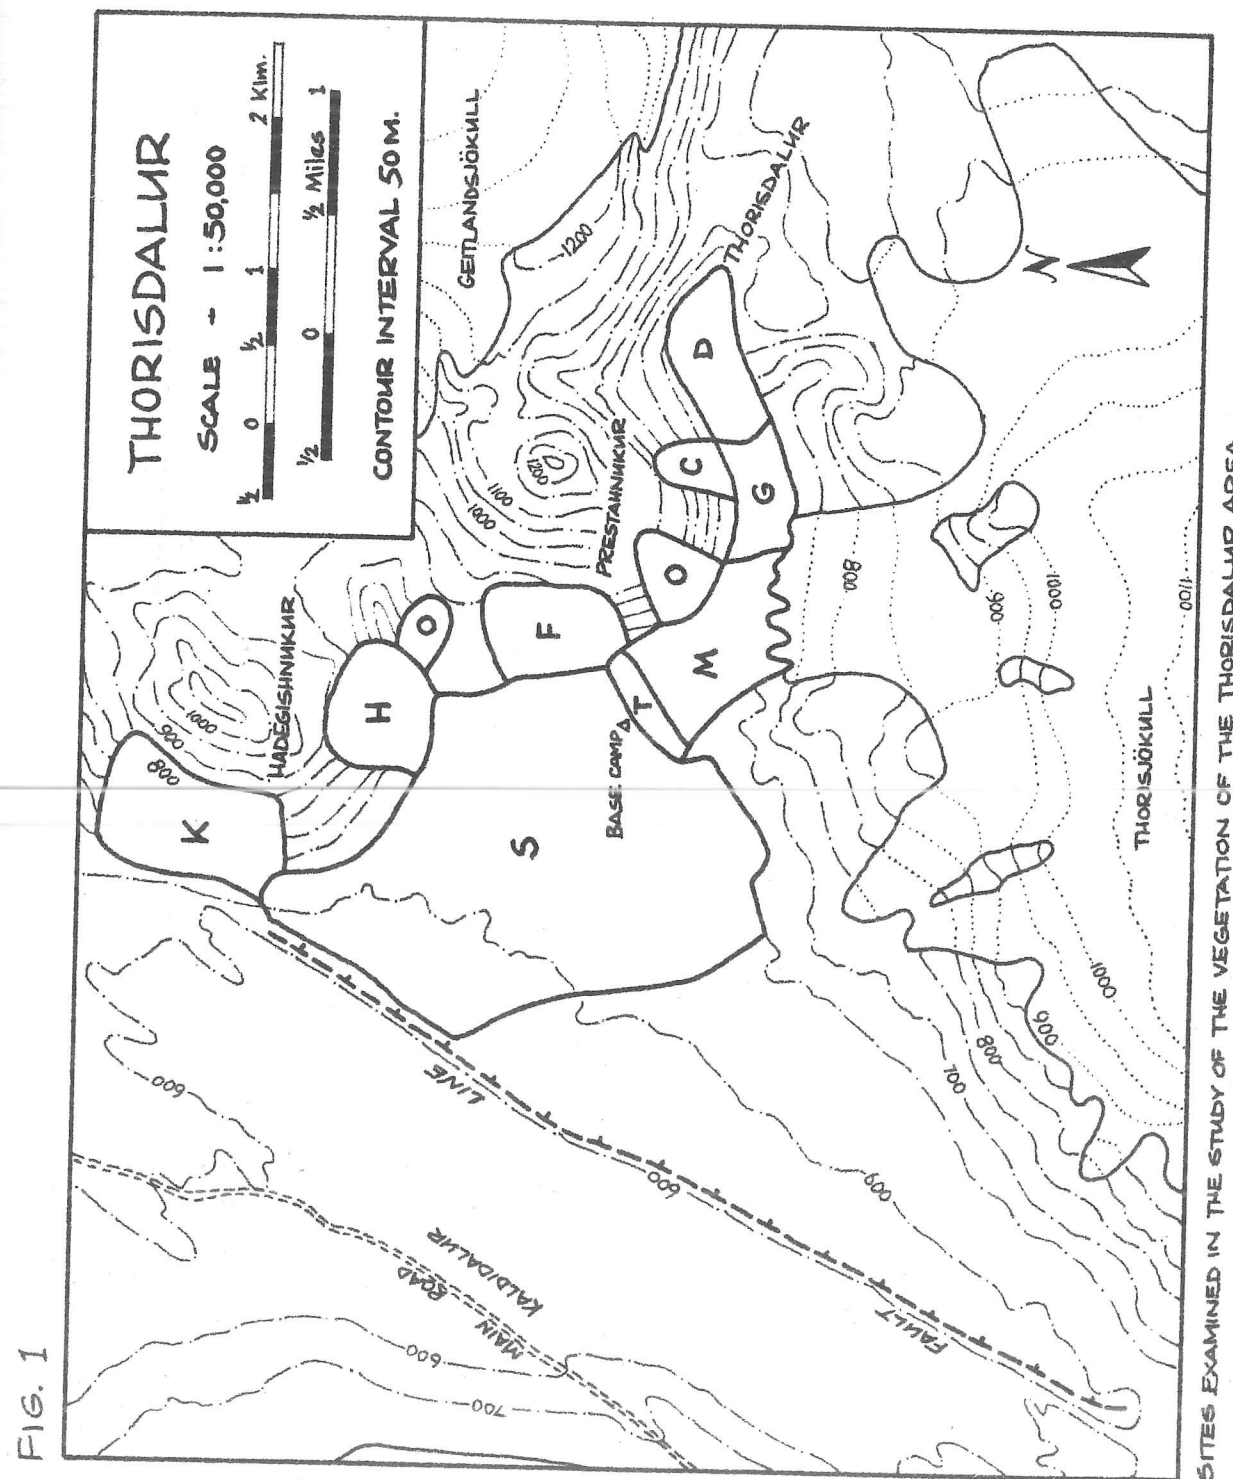 FIG. 1
THORISDALUR
SCALE - 1:50,000
½ 0 ½ 1 2 Klm.
½ 0 ½ Miles 1
CONTOUR INTERVAL 50 M.
GEITLANDSJÖKULL
1200
THORISDALUR
N
HADEGISHNUKUR
1000
900
800
K
H
O
PRESTAHNUKUR
1200
1100
1000
F
O
C
D
G
M
T
BASE CAMP
S
800
900
1000
1100
THORISJÖKULL
600
LINE
600
FAULT
600
700
800
900
1000
MAIN ROAD
KALDIDALUR
600
700
SITES EXAMINED IN THE STUDY OF THE VEGETATION OF THE THORISDALUR AREA